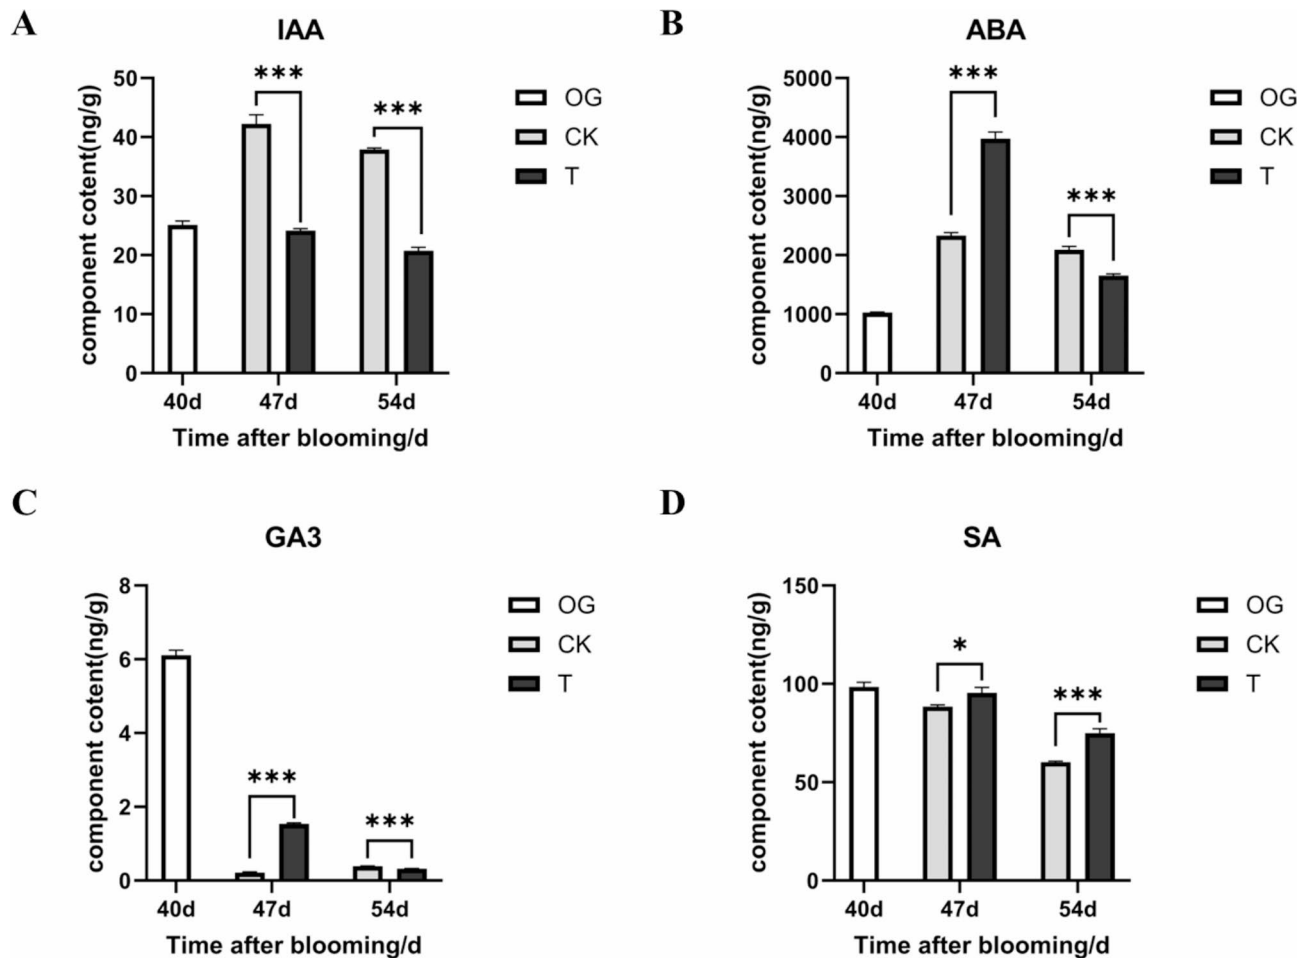 A
IAA
component cotent(ng/g)
50
40
30
20
10
0
***
***
40d 47d 54d
Time after blooming/d
OG
CK
T
B
ABA
component cotent(ng/g)
5000
4000
3000
2000
1000
0
***
***
40d 47d 54d
Time after blooming/d
OG
CK
T
C
GA3
component cotent(ng/g)
8
6
4
2
0
***
***
40d 47d 54d
Time after blooming/d
OG
CK
T
D
SA
component cotent(ng/g)
150
100
50
0
*
***
40d 47d 54d
Time after blooming/d
OG
CK
T